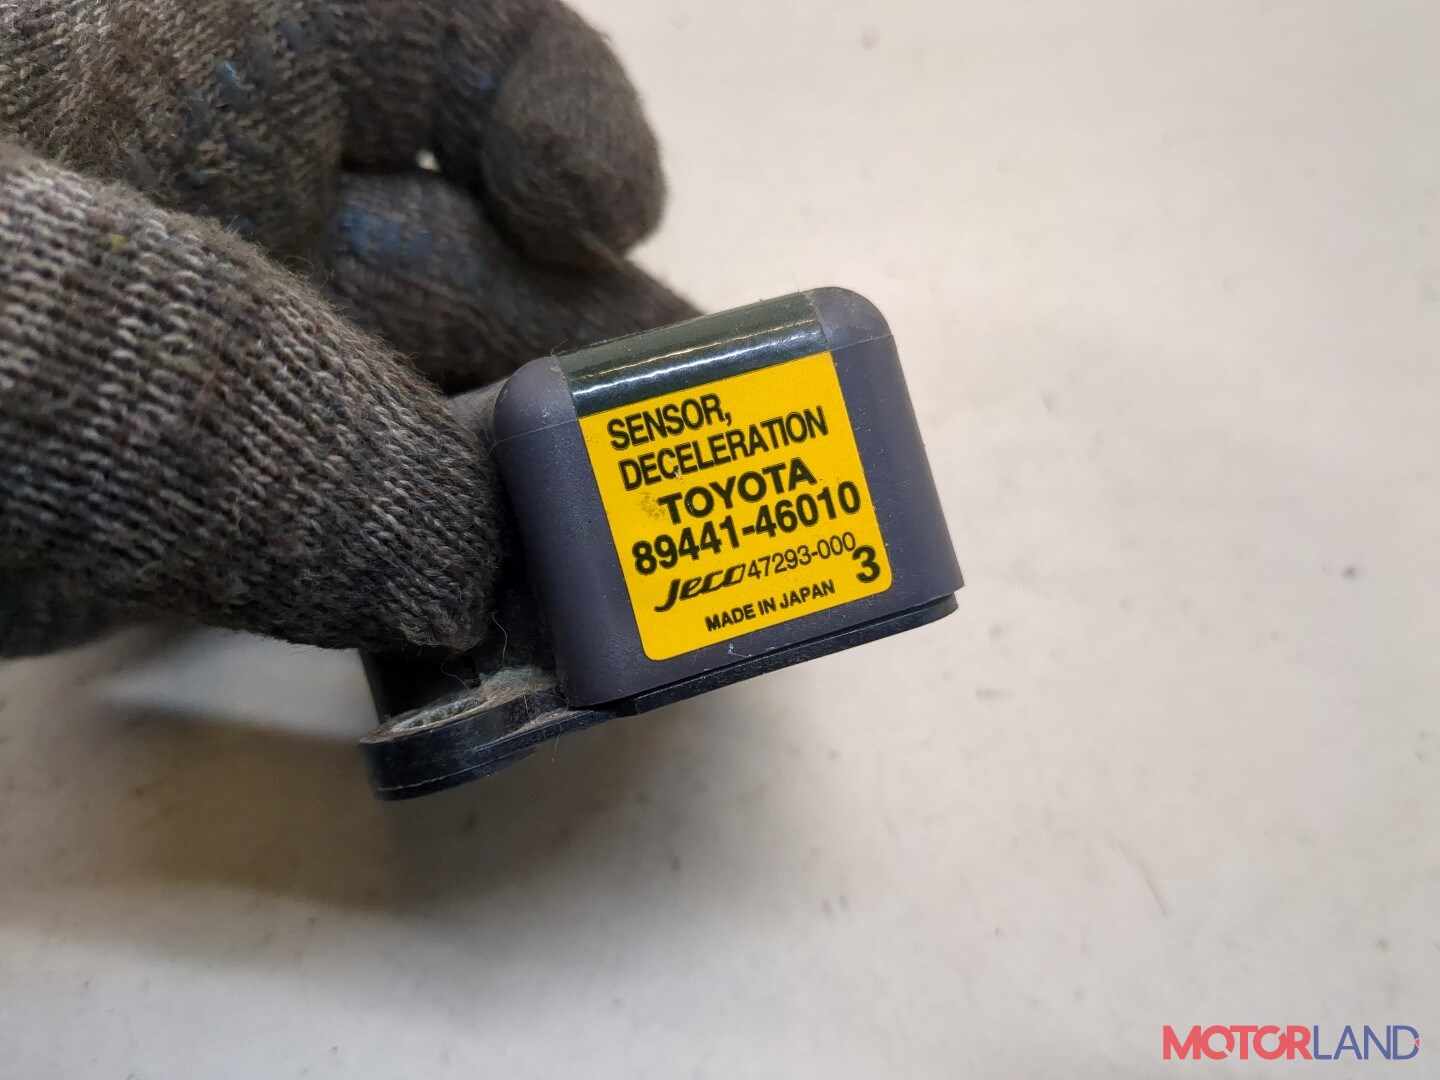 SENSOR,
DECELERATION
TOYOTA
89441-46010
Jeco 47293-000
3
MADE IN JAPAN
MOTORLAND